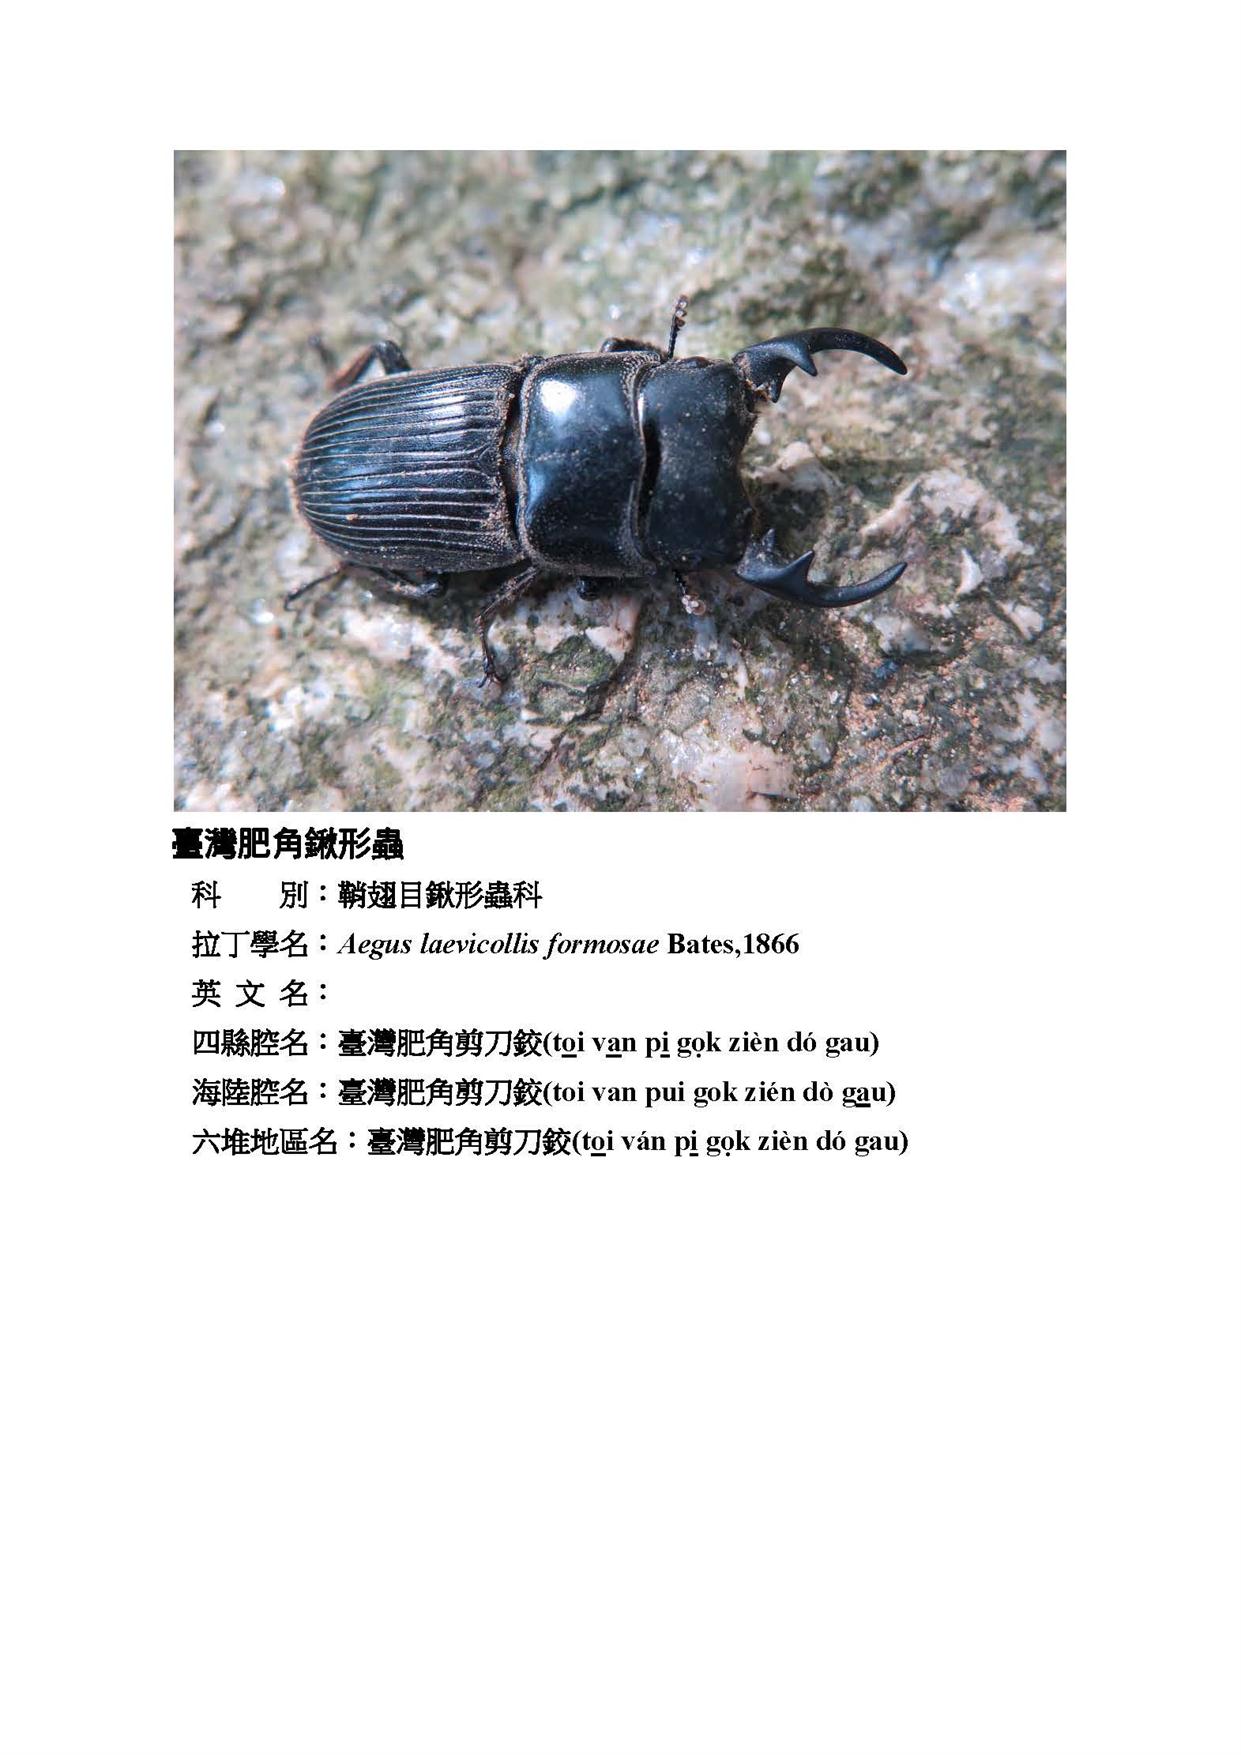 臺灣肥角鍬形蟲
科　　別：鞘翅目鍬形蟲科
拉丁學名：Aegus laevicollis formosae Bates,1866
英 文 名：
四縣腔名：臺灣肥角剪刀鉸(to̲i va̲n pi̲ gọk zièn dó gau)
海陸腔名：臺灣肥角剪刀鉸(toi van pui gok zién dò ga̲u)
六堆地區名：臺灣肥角剪刀鉸(to̲i ván pi̲ gọk zièn dó gau)